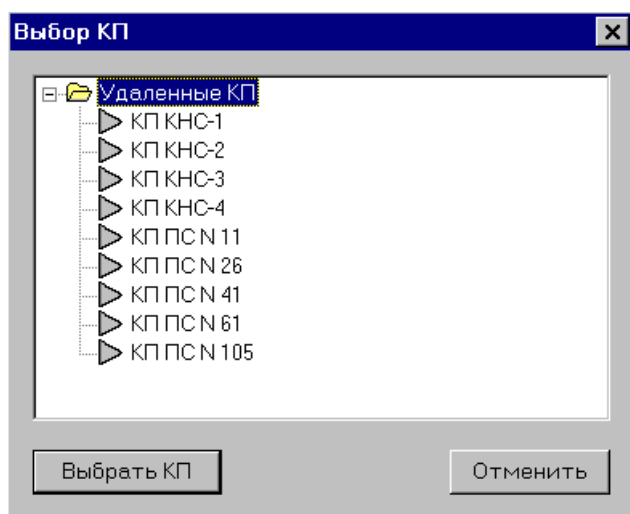 Выбор КП
Удаленные КП
КП КНС-1
КП КНС-2
КП КНС-3
КП КНС-4
КП ПС N 11
КП ПС N 26
КП ПС N 41
КП ПС N 61
КП ПС N 105
Выбрать КП
Отменить